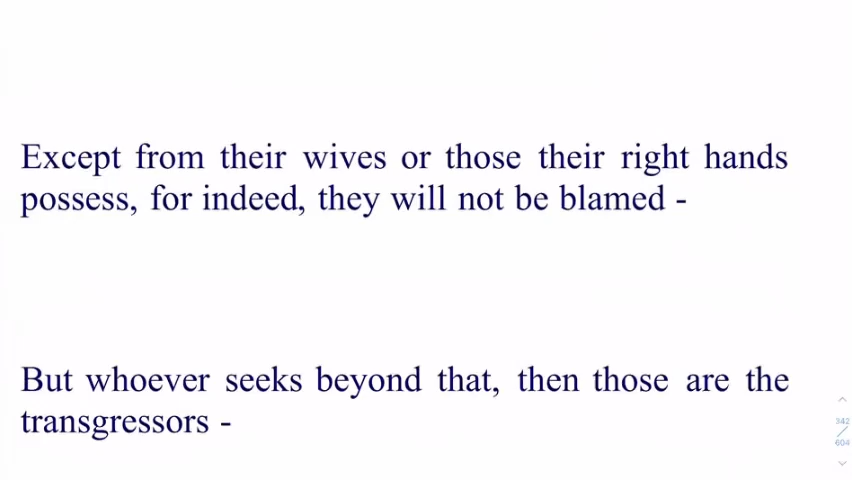 Except from their wives or those their right hands
possess, for indeed, they will not be blamed -
But whoever seeks beyond that, then those are the
transgressors -
342
/
604